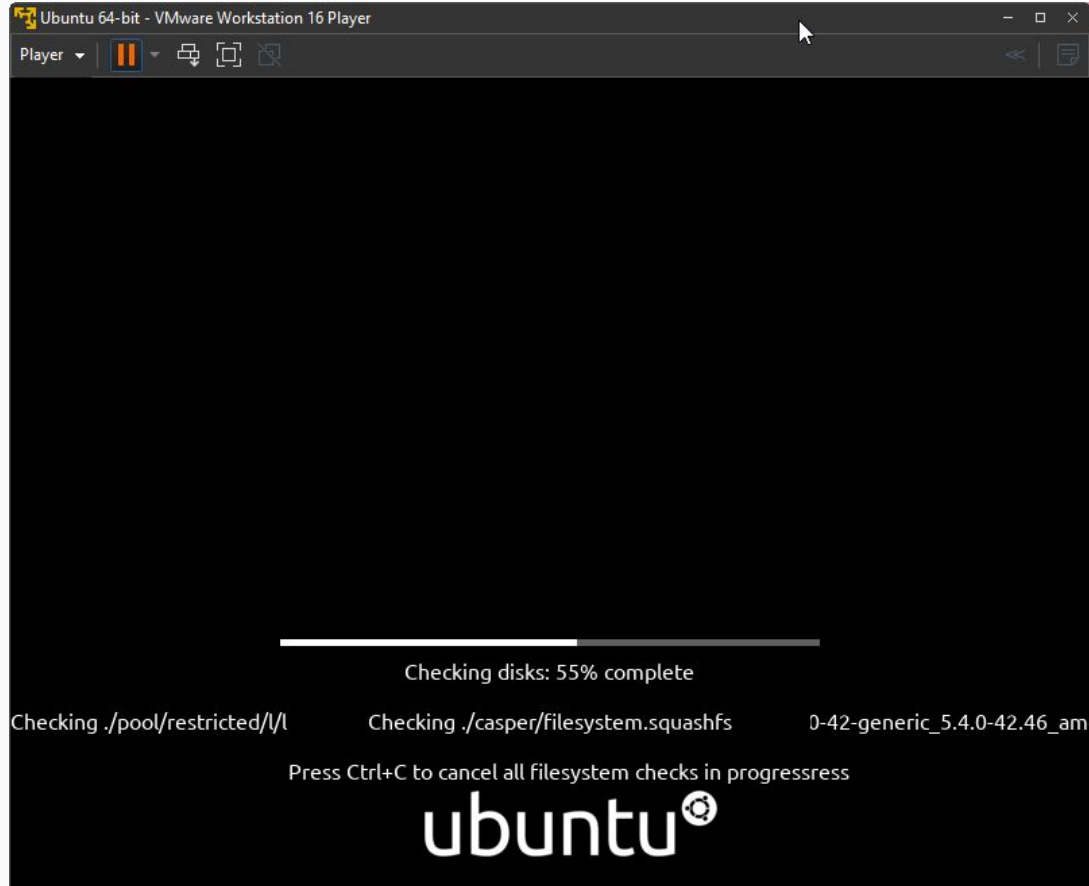 Ubuntu 64-bit - VMware Workstation 16 Player
Player
Checking disks: 55% complete
Checking ./pool/restricted/l/l Checking ./casper/filesystem.squashfs 0-42-generic_5.4.0-42.46_am
Press Ctrl+C to cancel all filesystem checks in progressress
ubuntu